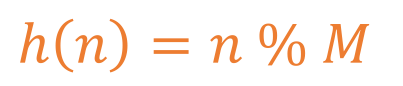 h(n) = n % M